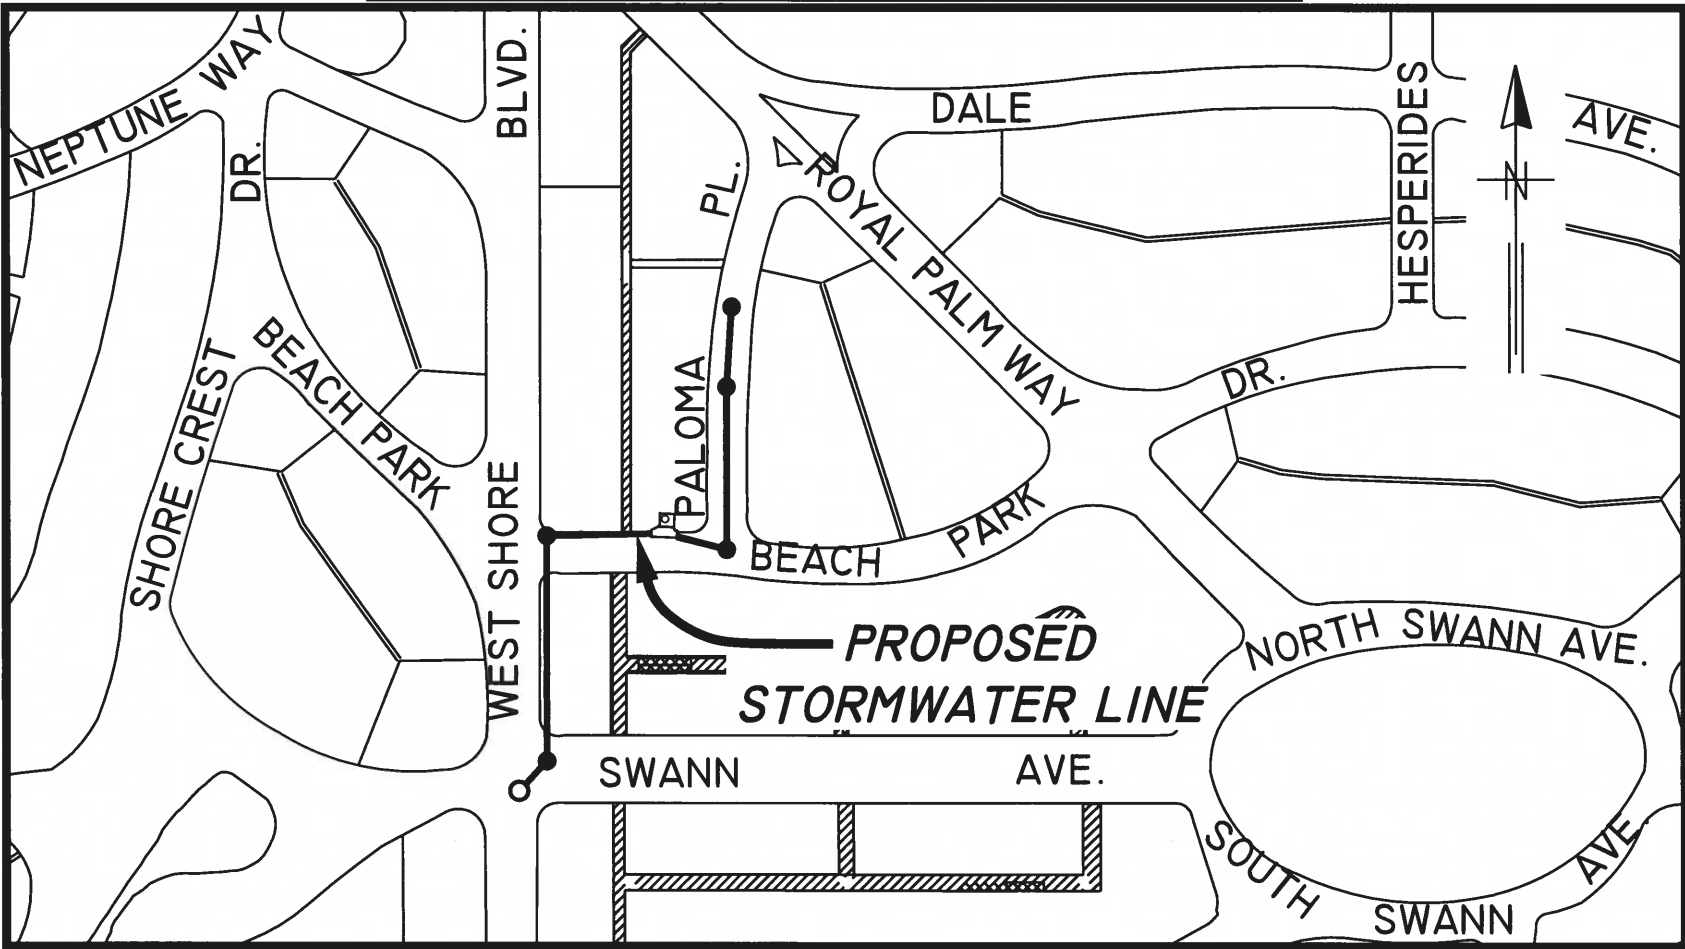 NEPTUNE WAY
BLVD.
DALE
AVE.
HESPERIDES
DR.
PL.
ROYAL PALM WAY
N
BEACH PARK
SHORE CREST
PALOMA
DR.
WEST SHORE
BEACH
PARK
PROPOSED
STORMWATER LINE
NORTH SWANN AVE.
SWANN
AVE.
SOUTH
SWANN
AVE